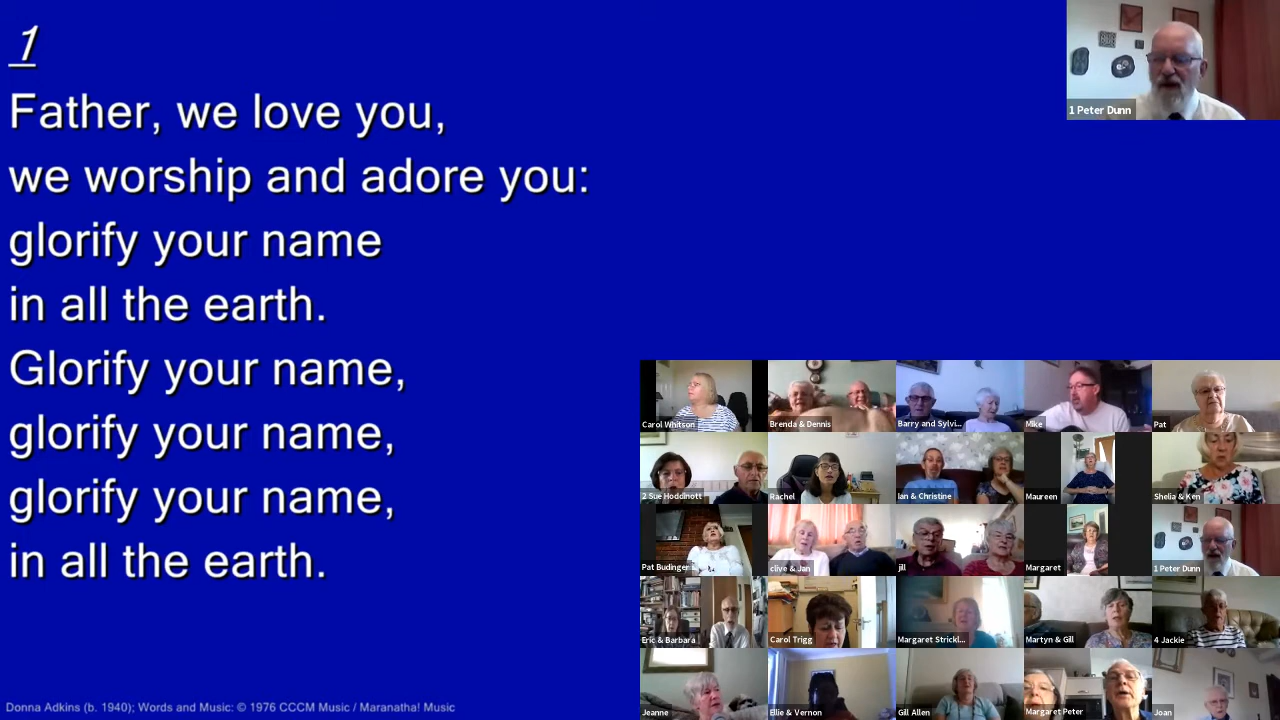 1
Father, we love you,
we worship and adore you:
glorify your name
in all the earth.
Glorify your name,
glorify your name,
glorify your name,
in all the earth.
Donna Adkins (b. 1940); Words and Music: © 1976 CCCM Music / Maranatha! Music
1 Peter Dunn
Carol Whitson
Brenda & Dennis
Barry and Sylvi...
Mike
Pat
2 Sue Hoddinott
Rachel
Ian & Christine
Maureen
Shelia & Ken
Pat Budinger
clive & Jan
jill
Margaret
1 Peter Dunn
Eric & Barbara
Carol Trigg
Margaret Strickl...
Martyn & Gill
4 Jackie
Jeanne
Ellie & Vernon
Gill Allen
Margaret Peter
Joan